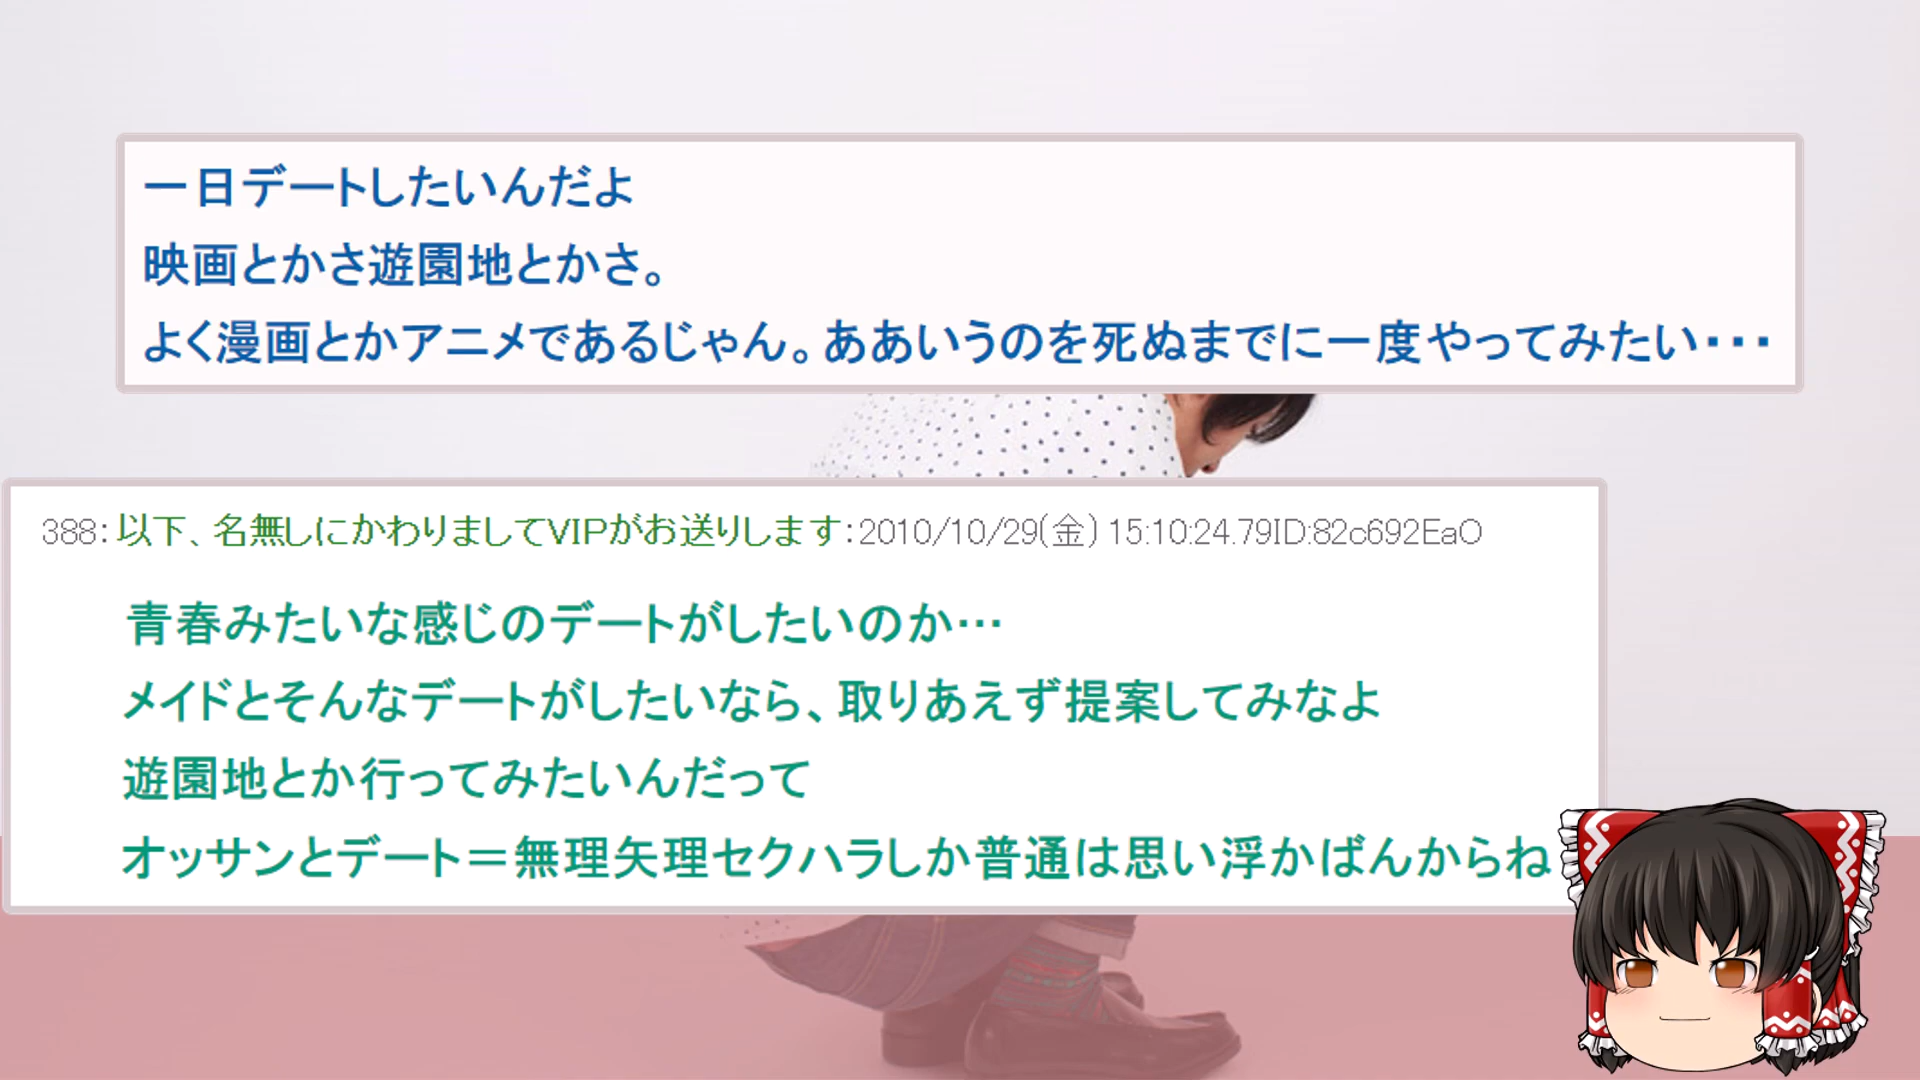 一日デートしたいんだよ
映画とかさ遊園地とかさ。
よく漫画とかアニメであるじゃん。ああいうのを死ぬまでに一度やってみたい・・・
388：以下、名無しにかわりましてVIPがお送りします：2010/10/29(金) 15:10:24.79ID:82c692EaO
青春みたいな感じのデートがしたいのか…
メイドとそんなデートがしたいなら、取りあえず提案してみなよ
遊園地とか行ってみたいんだって
オッサンとデート＝無理矢理セクハラしか普通は思い浮かばんからね